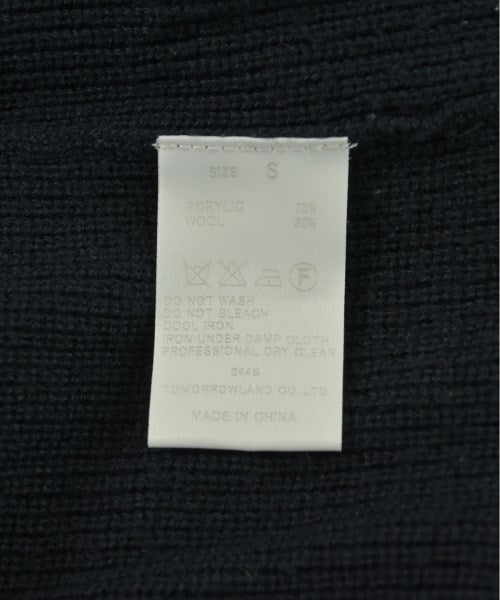 SIZE S
ACRYLIC 70%
WOOL 30%
F
DO NOT WASH
DO NOT BLEACH
COOL IRON
IRON UNDER DAMP CLOTH
PROFESSIONAL DRY CLEAN
044S
TOMORROWLAND CO.,LTD.
MADE IN CHINA